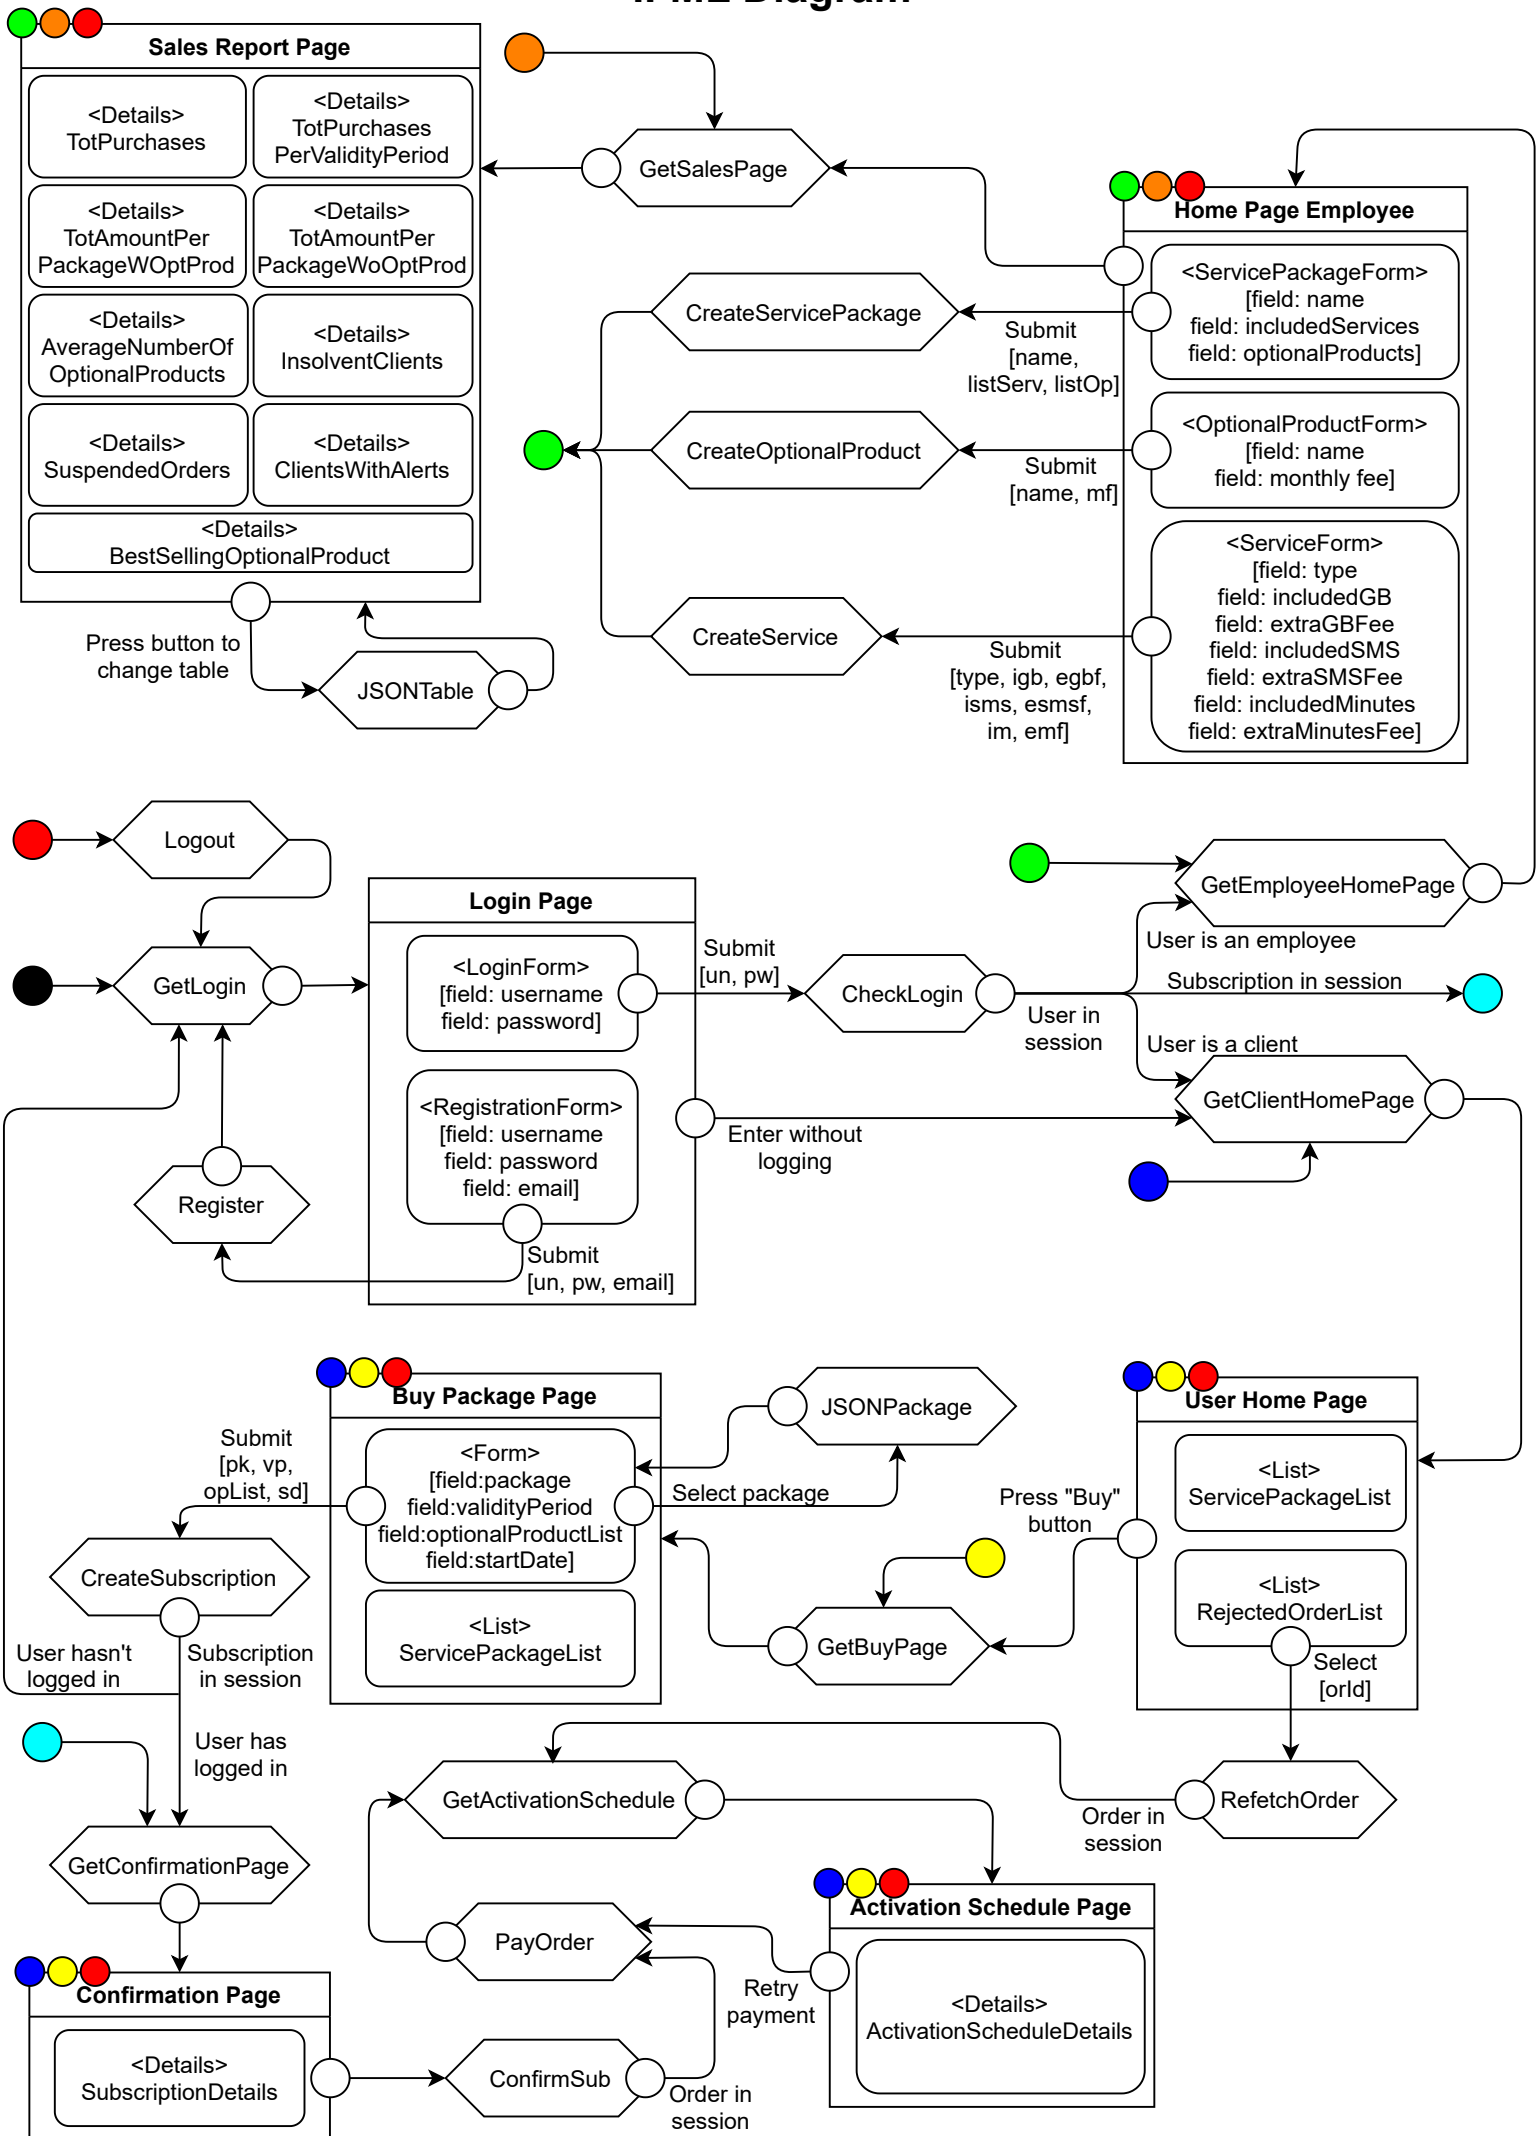 Sales Report Page
<Details>
TotPurchases
<Details>
TotPurchases
PerValidityPeriod
<Details>
TotAmountPer
PackageWOptProd
<Details>
TotAmountPer
PackageWoOptProd
<Details>
AverageNumberOf
OptionalProducts
<Details>
InsolventClients
<Details>
SuspendedOrders
<Details>
ClientsWithAlerts
<Details>
BestSellingOptionalProduct
Press button to
change table
JSONTable
GetSalesPage
Home Page Employee
<ServicePackageForm>
[field: name
field: includedServices
field: optionalProducts]
CreateServicePackage
Submit
[name,
listServ, listOp]
<OptionalProductForm>
[field: name
field: monthly fee]
CreateOptionalProduct
Submit
[name, mf]
<ServiceForm>
[field: type
field: includedGB
field: extraGBFee
field: includedSMS
field: extraSMSFee
field: includedMinutes
field: extraMinutesFee]
CreateService
Submit
[type, igb, egbf,
isms, esmsf,
im, emf]
Logout
GetLogin
Login Page
<LoginForm>
[field: username
field: password]
Submit
[un, pw]
CheckLogin
User in
session
GetEmployeeHomePage
User is an employee
Subscription in session
User is a client
GetClientHomePage
<RegistrationForm>
[field: username
field: password
field: email]
Enter without
logging
Register
Submit
[un, pw, email]
Buy Package Page
<Form>
[field:package
field:validityPeriod
field:optionalProductList
field:startDate]
<List>
ServicePackageList
Submit
[pk, vp,
opList, sd]
JSONPackage
Select package
User Home Page
<List>
ServicePackageList
<List>
RejectedOrderList
Press "Buy"
button
GetBuyPage
Select
[orId]
CreateSubscription
User hasn't
logged in
Subscription
in session
User has
logged in
GetActivationSchedule
RefetchOrder
Order in
session
GetConfirmationPage
Activation Schedule Page
<Details>
ActivationScheduleDetails
PayOrder
Retry
payment
Confirmation Page
<Details>
SubscriptionDetails
ConfirmSub
Order in
session